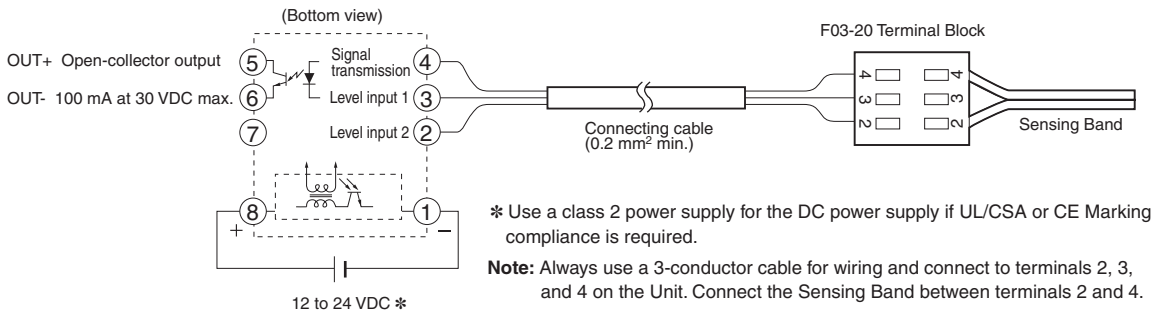 (Bottom view)
F03-20 Terminal Block
OUT+ Open-collector output
5
Signal
transmission
4
OUT- 100 mA at 30 VDC max.
6
Level input 1
3
7
Level input 2
2
4 4
3 3
2 2
Connecting cable
(0.2 mm² min.)
Sensing Band
8
1
+ −
12 to 24 VDC ✻
✻ Use a class 2 power supply for the DC power supply if UL/CSA or CE Marking
compliance is required.
Note: Always use a 3-conductor cable for wiring and connect to terminals 2, 3,
and 4 on the Unit. Connect the Sensing Band between terminals 2 and 4.